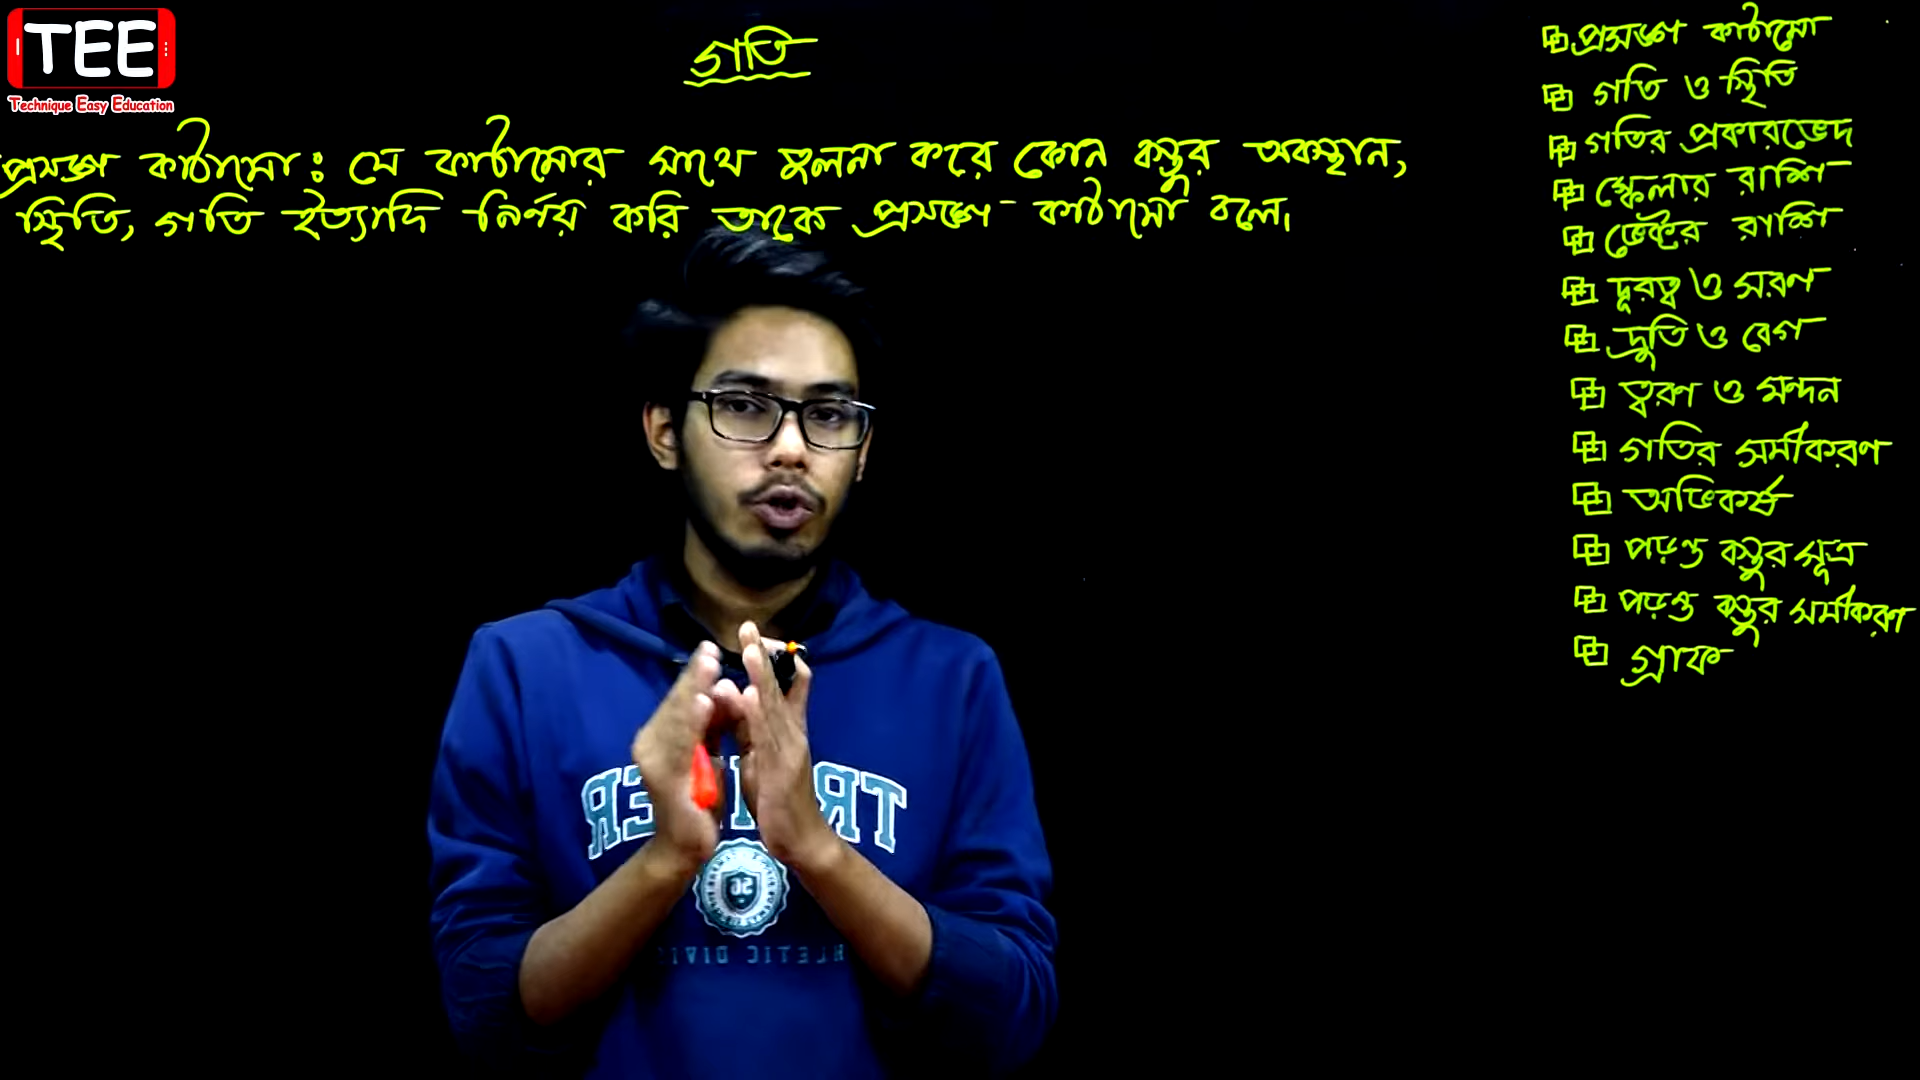 TEE
Technique Easy Education
গতি
প্রসঙ্গ কাঠামো : যে কাঠামোর সাথে তুলনা করে কোন বস্তুর অবস্থান,
স্থিতি, গতি ইত্যাদি নির্ণয় করি তাকে প্রসঙ্গ কাঠামো বলে।
প্রসঙ্গ কাঠামো
গতি ও স্থিতি
গতির প্রকারভেদ
স্কেলার রাশি
ভেক্টর রাশি
দূরত্ব ও সরণ
দ্রুতি ও বেগ
ত্বরণ ও মন্দন
গতির সমীকরণ
অভিকর্ষ
পড়ন্ত বস্তুর সূত্র
পড়ন্ত বস্তুর সমীকরণ
গ্রাফ